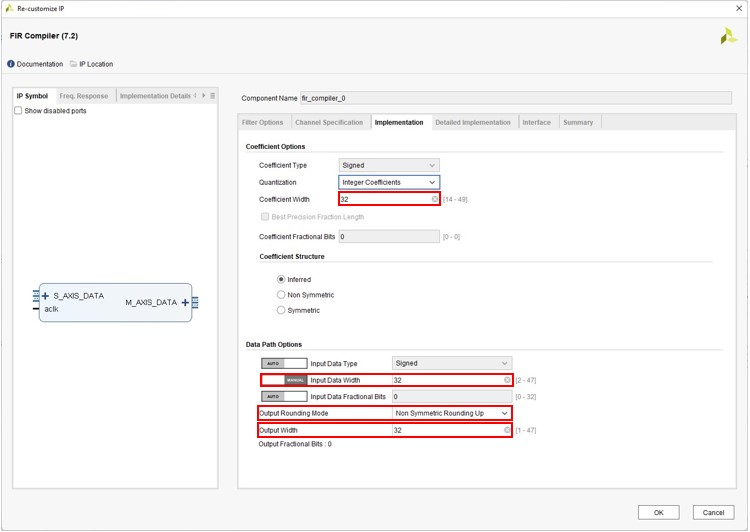 Re-customize IP
FIR Compiler (7.2)
Documentation IP Location
IP Symbol Freq. Response Implementation Details
Show disabled ports
S_AXIS_DATA
aclk
M_AXIS_DATA
Component Name fir_compiler_0
Filter Options Channel Specification Implementation Detailed Implementation Interface Summary
Coefficient Options
Coefficient Type Signed
Quantization Integer Coefficients
Coefficient Width 32 [14 - 49]
Best Precision Fraction Length
Coefficient Fractional Bits 0 [0 - 0]
Coefficient Structure
Inferred
Non Symmetric
Symmetric
Data Path Options
AUTO Input Data Type Signed
MANUAL Input Data Width 32 [2 - 47]
AUTO Input Data Fractional Bits 0 [0 - 32]
Output Rounding Mode Non Symmetric Rounding Up
Output Width 32 [1 - 47]
Output Fractional Bits : 0
OK Cancel